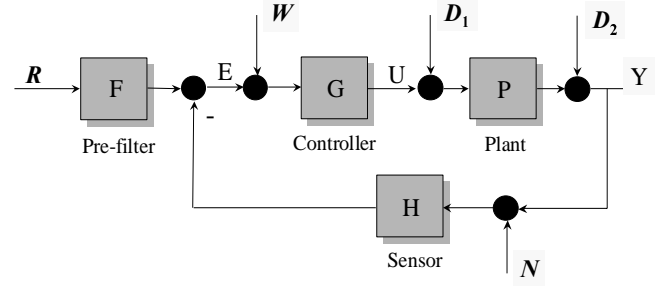 W
D1
D2
R
F
E
G
U
P
Y
-
Pre-filter
Controller
Plant
H
Sensor
N